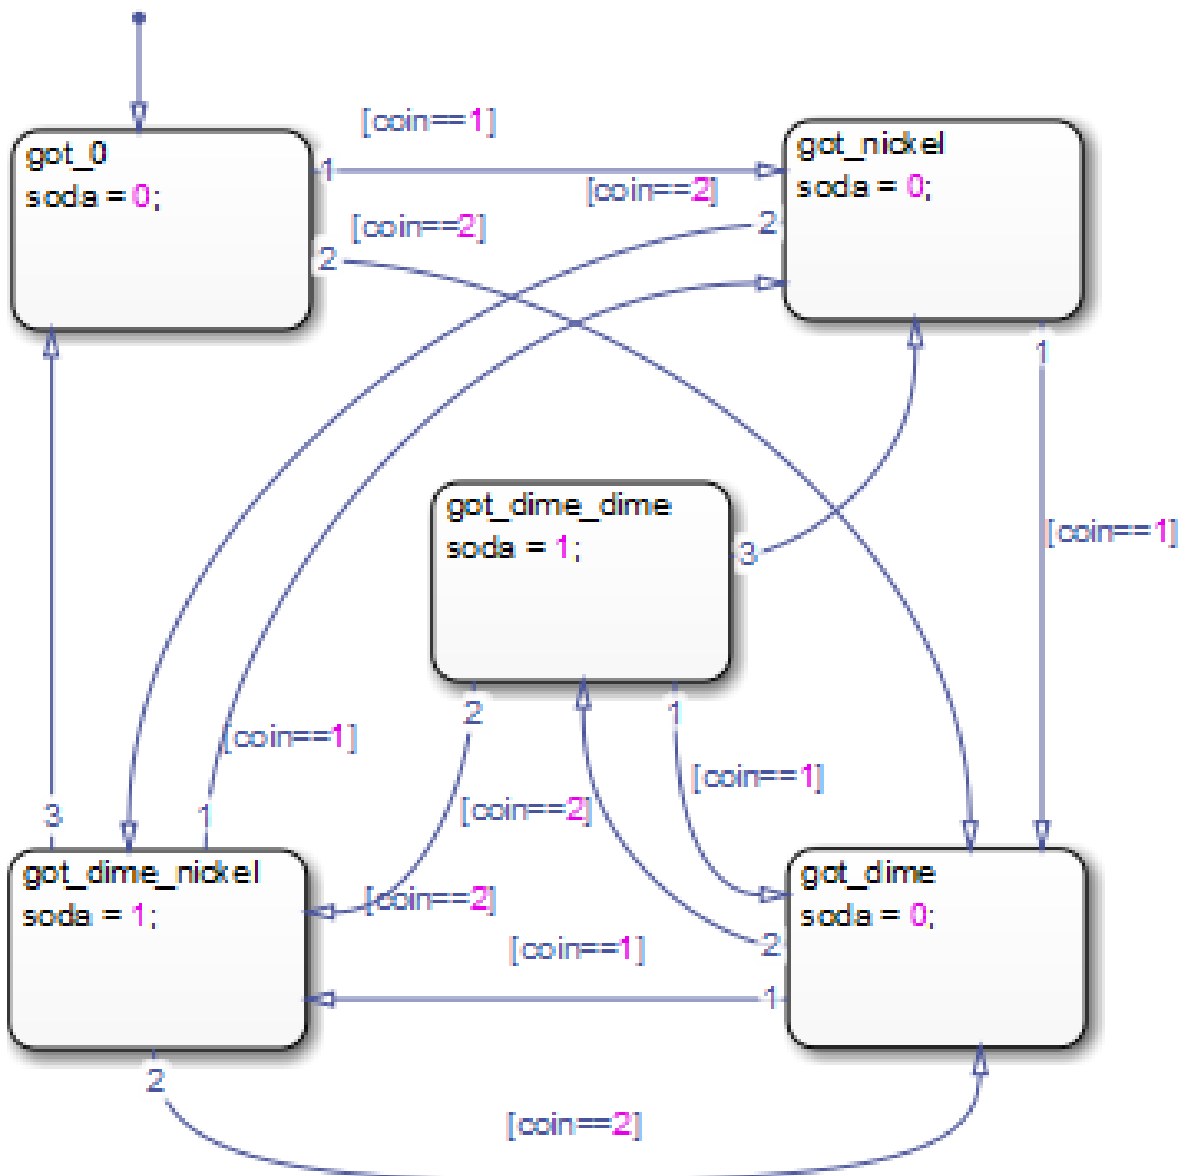 [coin==1]
got_0
soda = 0;
1
got_nickel
soda = 0;
[coin==2]
2
[coin==2]
2
1
got_dime_dime
soda = 1;
3
[coin==1]
2
1
[coin==1]
[coin==1]
[coin==2]
3
1
got_dime_nickel
soda = 1;
[coin==2]
got_dime
soda = 0;
2
[coin==1]
1
2
[coin==2]